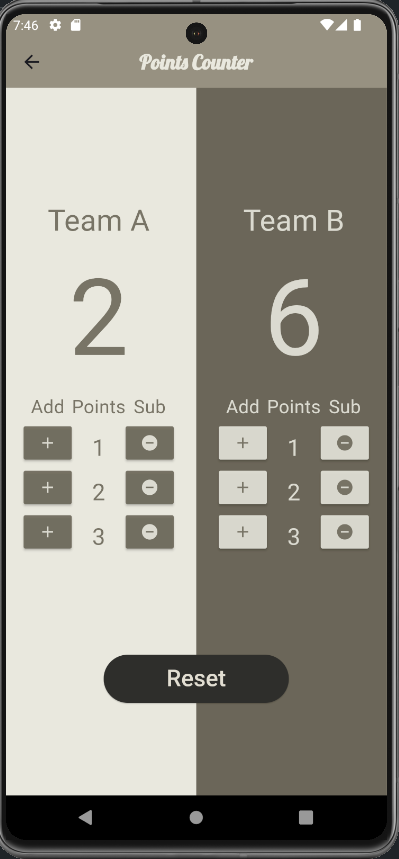 7:46
Points Counter
Team A
Team B
2
6
Add Points Sub
Add Points Sub
+ 1 −
+ 1 −
+ 2 −
+ 2 −
+ 3 −
+ 3 −
Reset